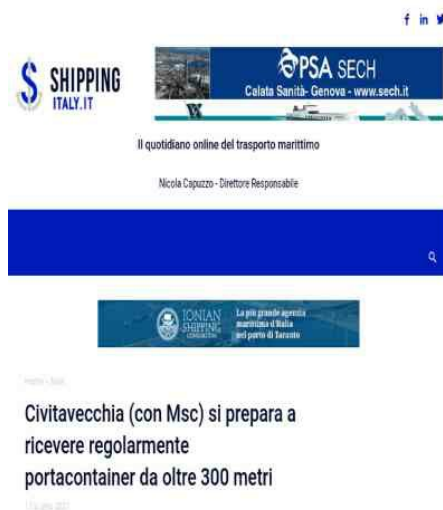 f in
SHIPPING
ITALY.IT
PSA SECH
Calata Sanità- Genova - www.sech.it
Il quotidiano online del trasporto marittimo
Nicola Capuzzo - Direttore Responsabile
IONIAN
SHIPPING
CONSORTIUM
La più grande agenzia
marittima d'Italia
nel porto di Taranto
Civitavecchia (con Msc) si prepara a
ricevere regolarmente
portacontainer da oltre 300 metri